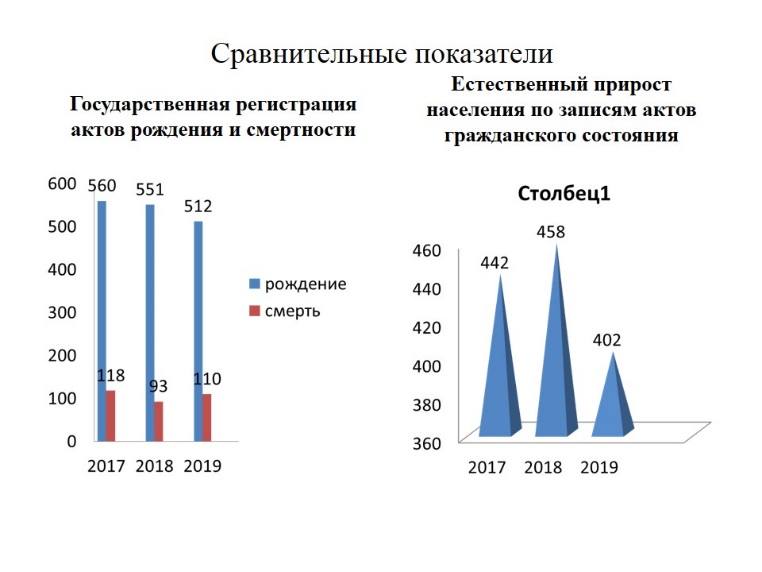 Сравнительные показатели
Государственная регистрация
актов рождения и смертности
600
500
400
300
200
100
0
560
551
512
118
93
110
2017 2018 2019
рождение
смерть
Естественный прирост
населения по записям актов
гражданского состояния
Столбец1
460
440
420
400
380
360
442
458
402
2017 2018 2019